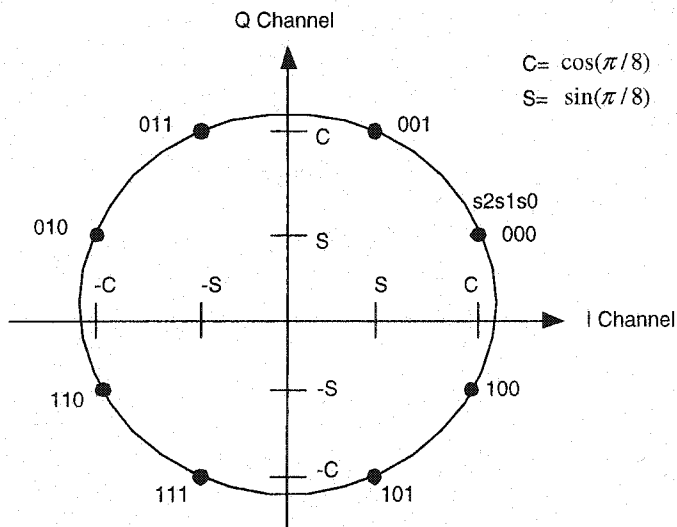 Q Channel
C= cos(π/8)
S= sin(π/8)
011
001
C
s2s1s0
010
000
S
-C
-S
S
C
I Channel
110
-S
100
-C
111
101